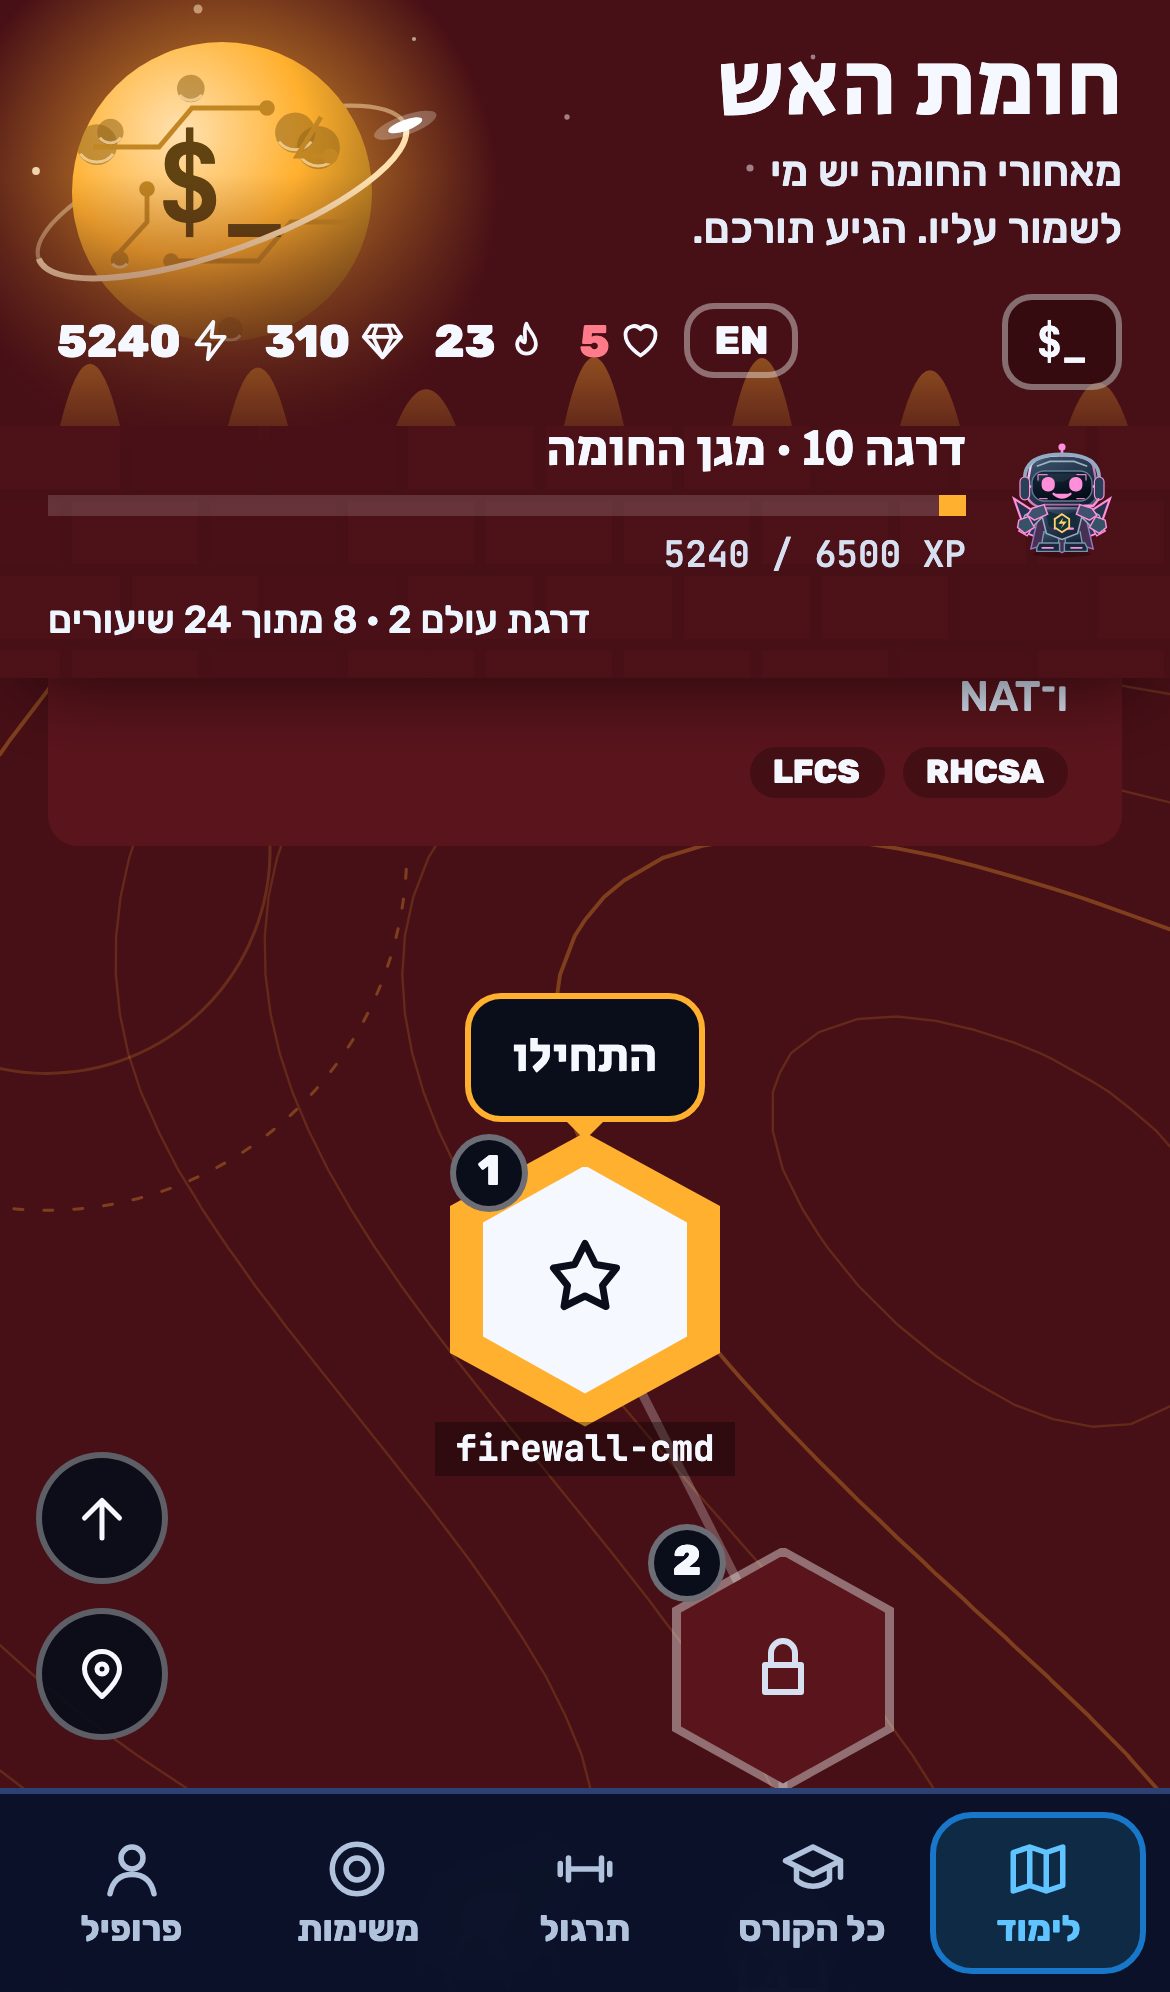 חומת האש
מאחורי החומה יש מי
לשמור עליו. הגיע תורכם.
$_
$_
EN
5
23
310
5240
דרגה 10 • מגן החומה
5240 / 6500 XP
דרגת עולם 2 • 8 מתוך 24 שיעורים
ו־NAT
RHCSA
LFCS
התחילו
1
firewall-cmd
2
לימוד
כל הקורס
תרגול
משימות
פרופיל